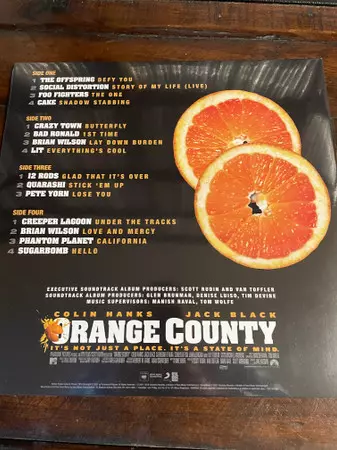 SIDE ONE
1 THE OFFSPRING DEFY YOU
2 SOCIAL DISTORTION STORY OF MY LIFE (LIVE)
3 FOO FIGHTERS THE ONE
4 CAKE SHADOW STABBING
SIDE TWO
1 CRAZY TOWN BUTTERFLY
2 BAD RONALD 1ST TIME
3 BRIAN WILSON LAY DOWN BURDEN
4 LIT EVERYTHING'S COOL
SIDE THREE
1 12 RODS GLAD THAT IT'S OVER
2 QUARASHI STICK 'EM UP
3 PETE YORN LOSE YOU
SIDE FOUR
1 CREEPER LAGOON UNDER THE TRACKS
2 BRIAN WILSON LOVE AND MERCY
3 PHANTOM PLANET CALIFORNIA
4 SUGARBOMB HELLO
EXECUTIVE SOUNDTRACK ALBUM PRODUCERS: SCOTT RUDIN AND VAN TOFFLER
SOUNDTRACK ALBUM PRODUCERS: GLEN BRUNMAN, DENISE LUISO, TIM DEVINE
MUSIC SUPERVISORS: MANISH RAVAL, TOM WOLFE
COLIN HANKS JACK BLACK
ORANGE COUNTY
IT'S NOT JUST A PLACE. IT'S A STATE OF MIND.